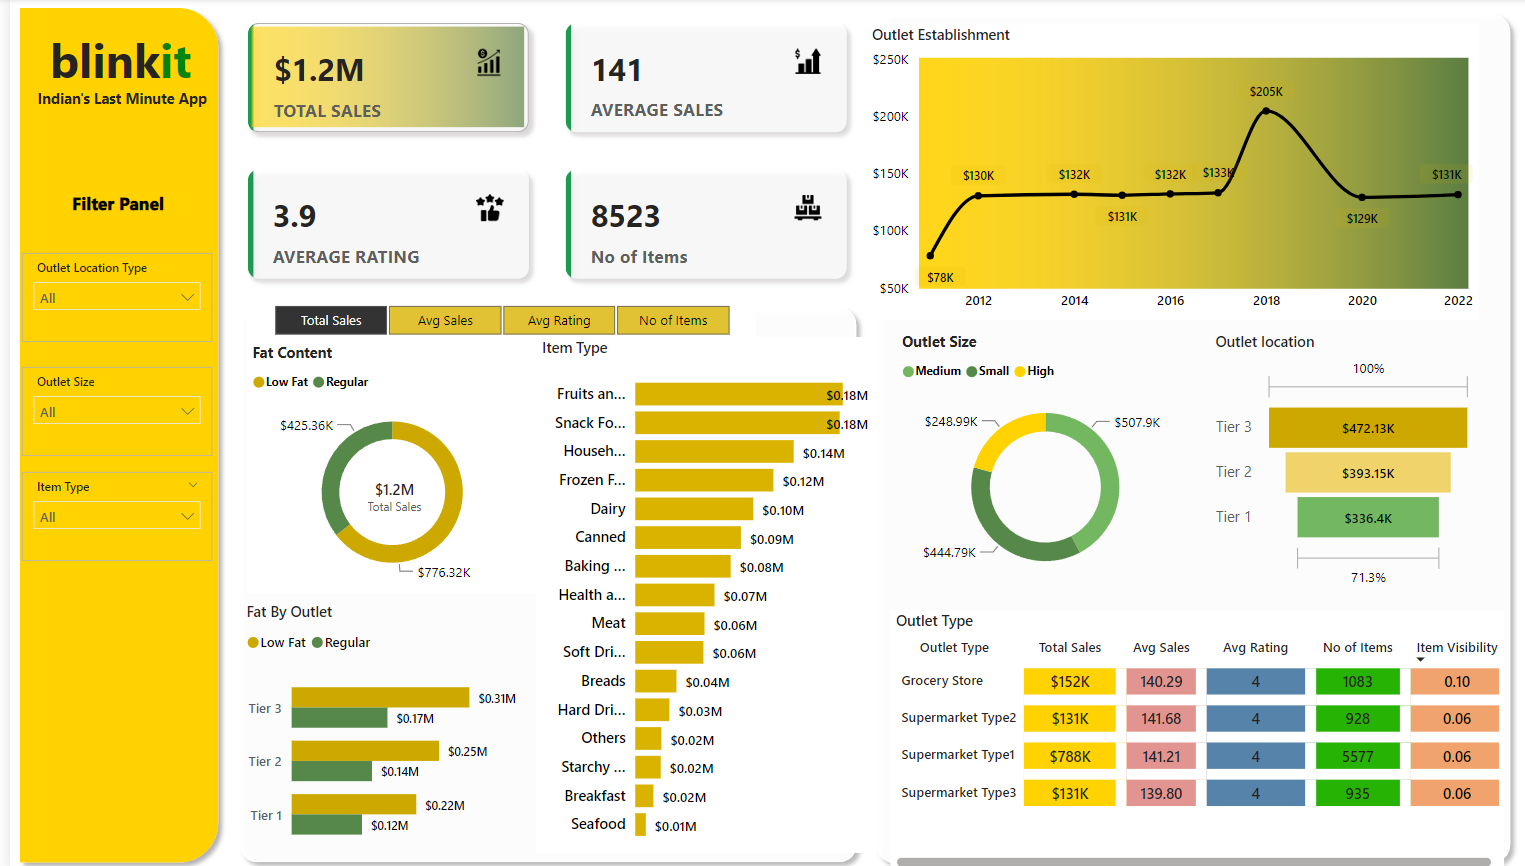 blinkit
Indian's Last Minute App
Filter Panel
Outlet Location Type
All
Outlet Size
All
Item Type
All
$1.2M
TOTAL SALES
141
AVERAGE SALES
3.9
AVERAGE RATING
8523
No of Items
Total Sales Avg Sales Avg Rating No of Items
Fat Content
Low Fat Regular
$425.36K
$1.2M
Total Sales
$776.32K
Fat By Outlet
Low Fat Regular
Tier 3 $0.31M
$0.17M
Tier 2 $0.25M
$0.14M
Tier 1 $0.22M
$0.12M
Item Type
Fruits an... $0.18M
Snack Fo... $0.18M
Househ... $0.14M
Frozen F... $0.12M
Dairy $0.10M
Canned $0.09M
Baking ... $0.08M
Health a... $0.07M
Meat $0.06M
Soft Dri... $0.06M
Breads $0.04M
Hard Dri... $0.03M
Others $0.02M
Starchy ... $0.02M
Breakfast $0.02M
Seafood $0.01M
Outlet Establishment
$250K
$200K
$150K
$100K
$50K
$78K
$130K
$132K
$131K
$132K
$133K
$205K
$129K
$131K
2012 2014 2016 2018 2020 2022
Outlet Size
Medium Small High
$248.99K
$507.9K
$444.79K
Outlet location
100%
Tier 3 $472.13K
Tier 2 $393.15K
Tier 1 $336.4K
71.3%
Outlet Type
Outlet Type Total Sales Avg Sales Avg Rating No of Items Item Visibility
Grocery Store $152K 140.29 4 1083 0.10
Supermarket Type2 $131K 141.68 4 928 0.06
Supermarket Type1 $788K 141.21 4 5577 0.06
Supermarket Type3 $131K 139.80 4 935 0.06